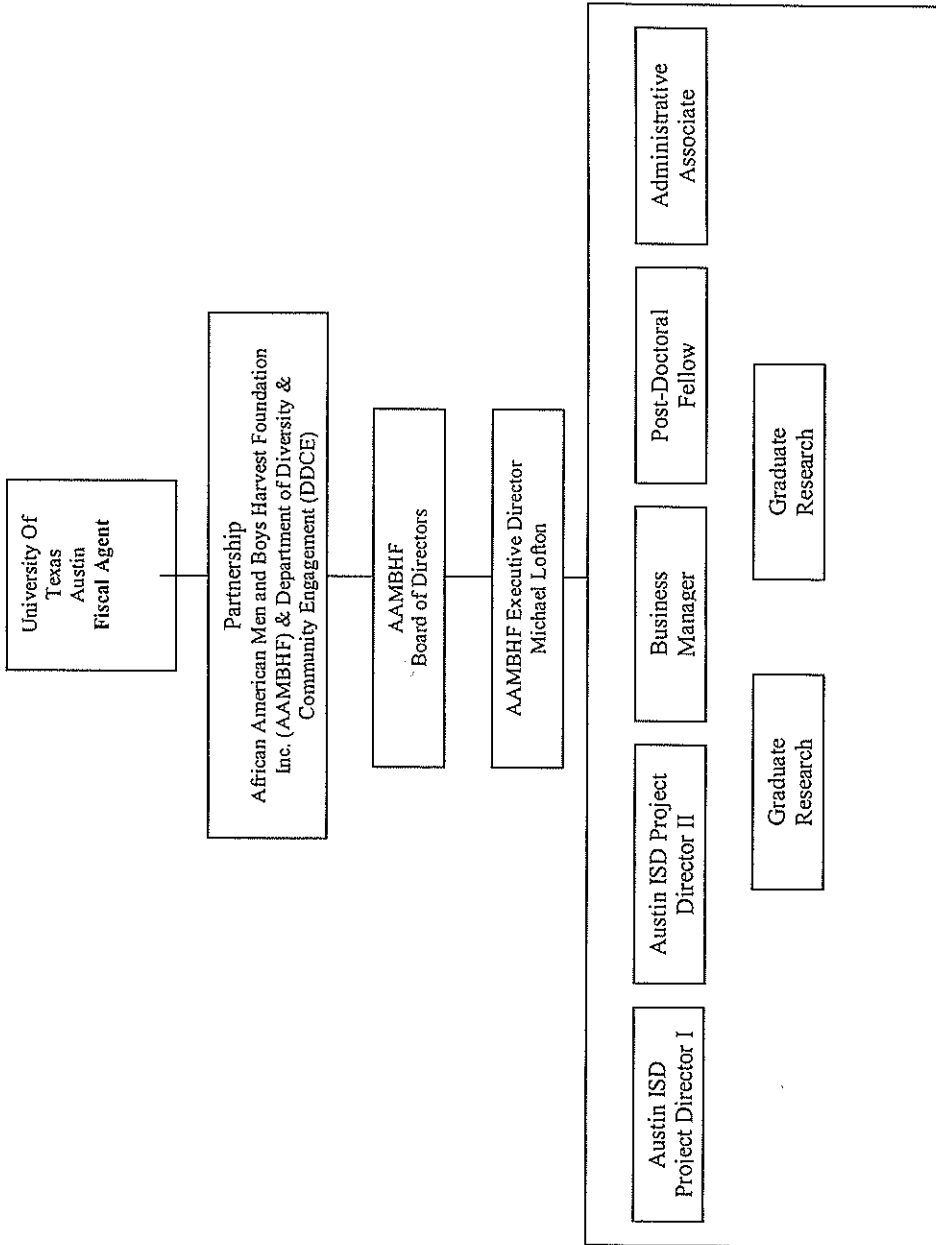 University Of
Texas
Austin
Fiscal Agent
Partnership
African American Men and Boys Harvest Foundation
Inc. (AAMBHF) & Department of Diversity &
Community Engagement (DDCE)
AAMBHF
Board of Directors
AAMBHF Executive Director
Michael Lofton
Austin ISD
Project Director I
Austin ISD Project
Director II
Business
Manager
Post-Doctoral
Fellow
Administrative
Associate
Graduate
Research
Graduate
Research